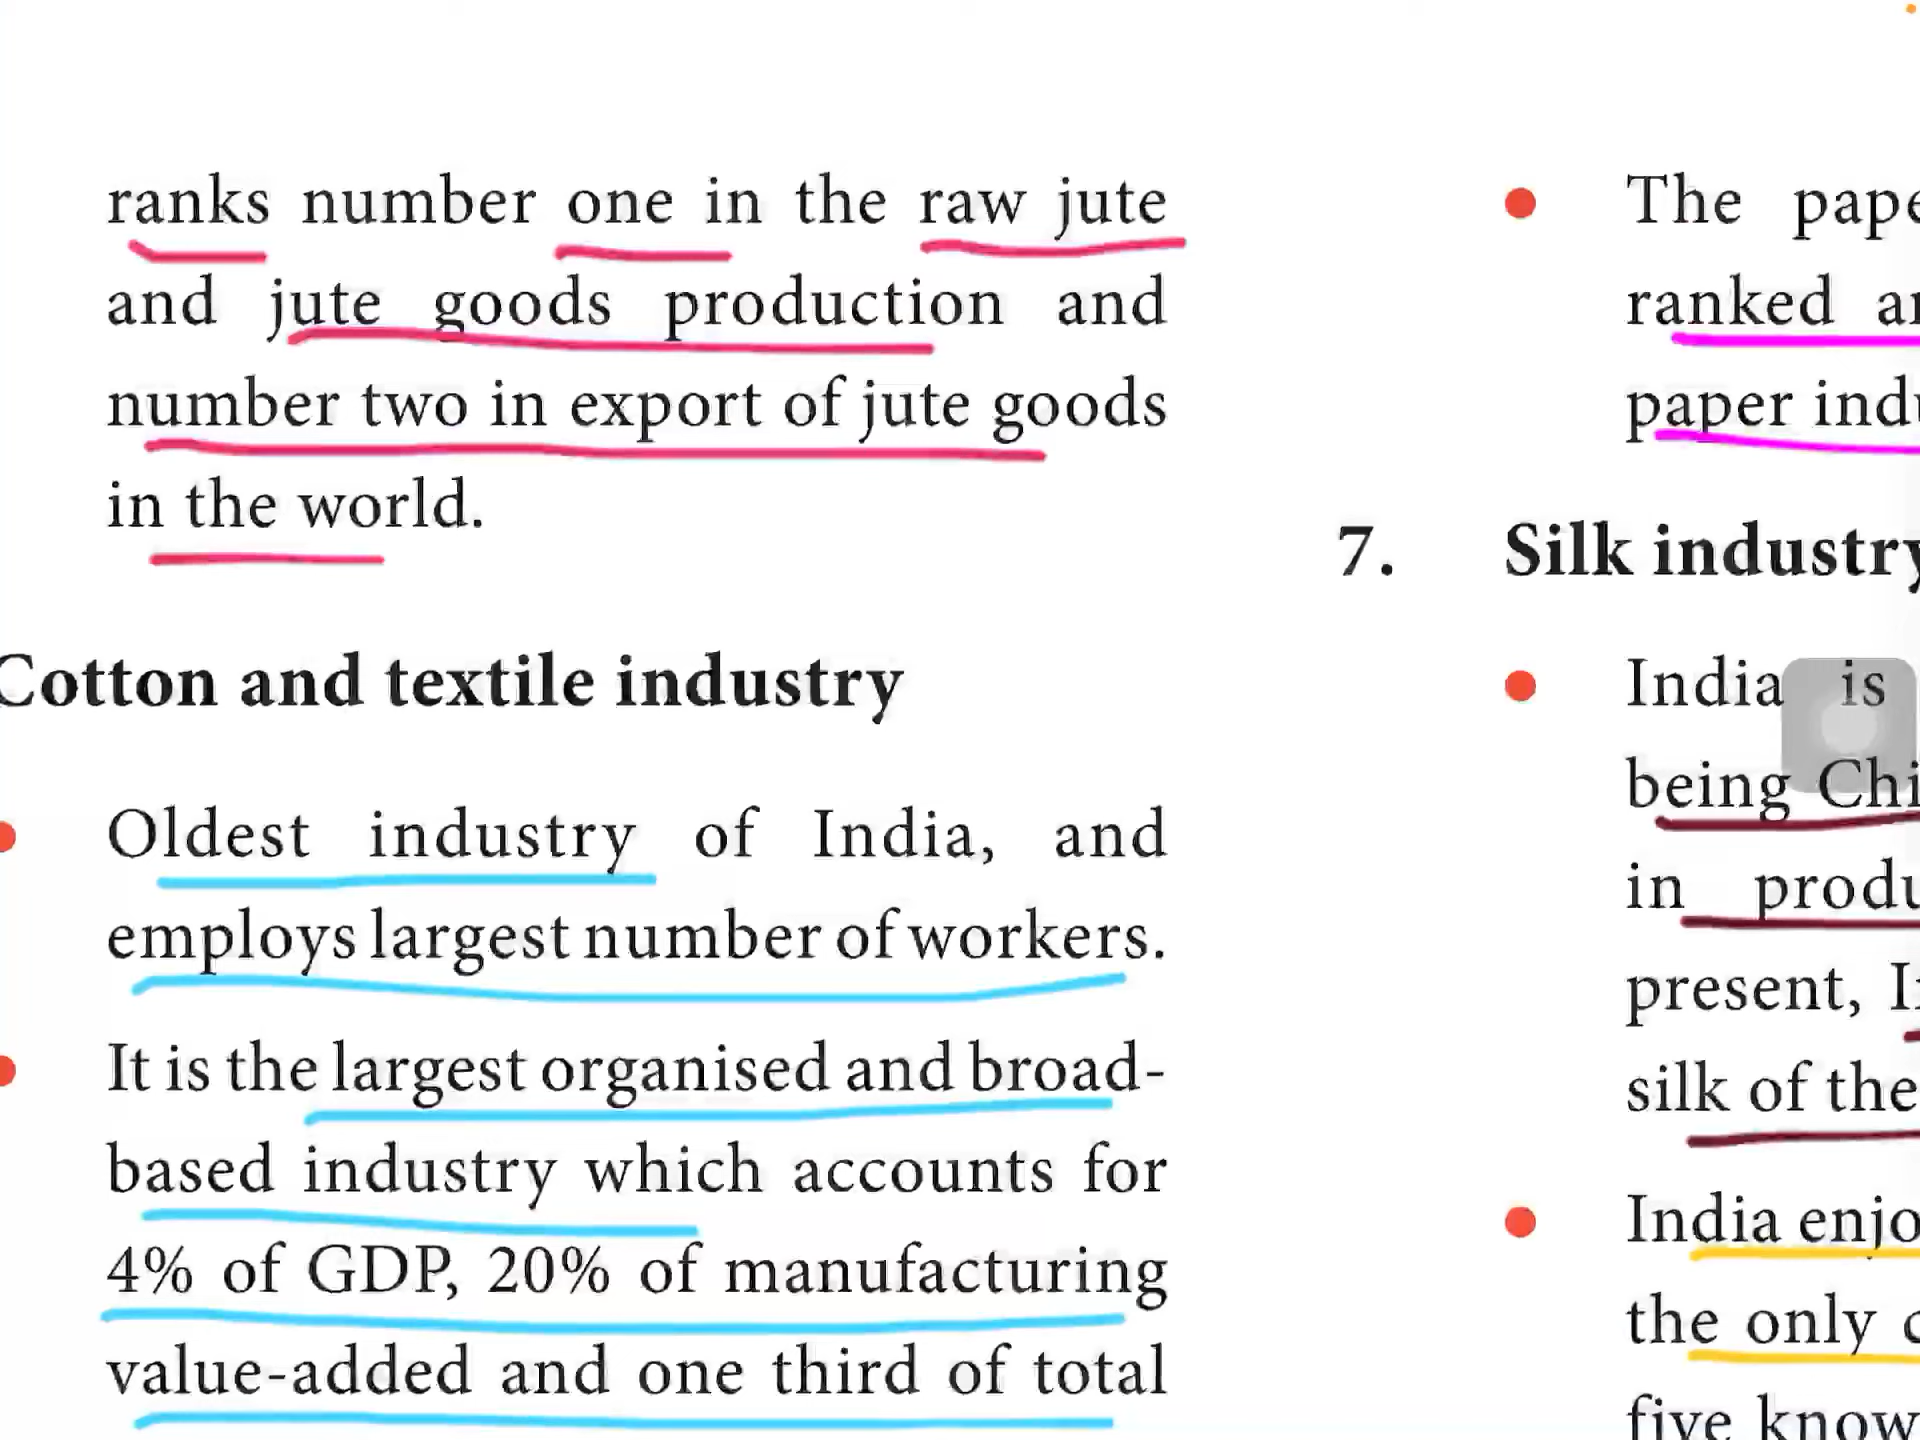 ranks number one in the raw jute
and jute goods production and
number two in export of jute goods
in the world.
Cotton and textile industry
Oldest industry of India, and
employs largest number of workers.
It is the largest organised and broad-
based industry which accounts for
4% of GDP, 20% of manufacturing
value-added and one third of total
The
ranked
paper
7. Silk industry
India is
being
in
present,
silk of the
India
the only
five